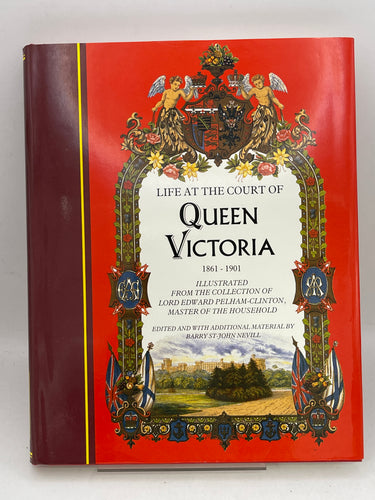 LIFE AT THE COURT OF
QUEEN
VICTORIA
1861 - 1901
ILLUSTRATED
FROM THE COLLECTION OF
LORD EDWARD PELHAM-CLINTON,
MASTER OF THE HOUSEHOLD
EDITED AND WITH ADDITIONAL MATERIAL BY
BARRY ST-JOHN NEVILL